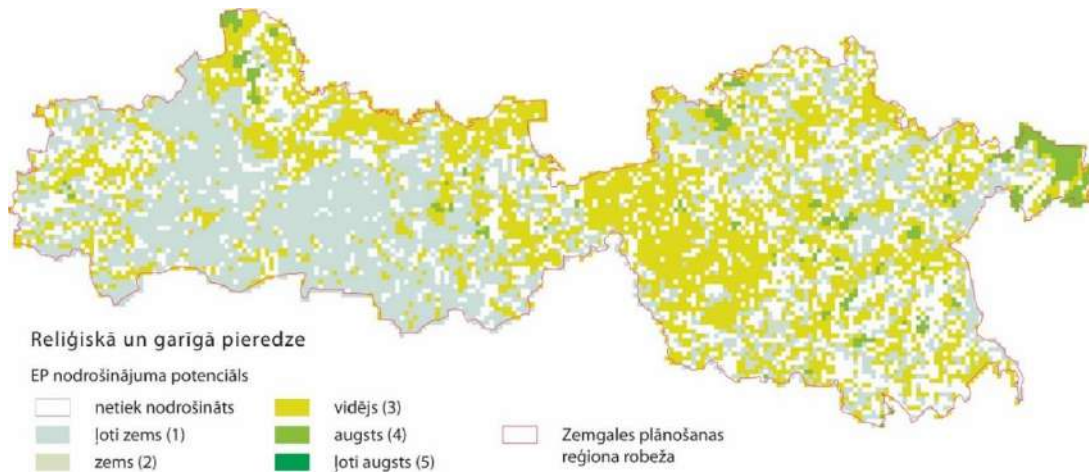 Reliģiskā un garīgā pieredze
EP nodrošinājuma potenciāls
netiek nodrošināts
ļoti zems (1)
zems (2)
vidējs (3)
augsts (4)
ļoti augsts (5)
Zemgales plānošanas
reģiona robeža